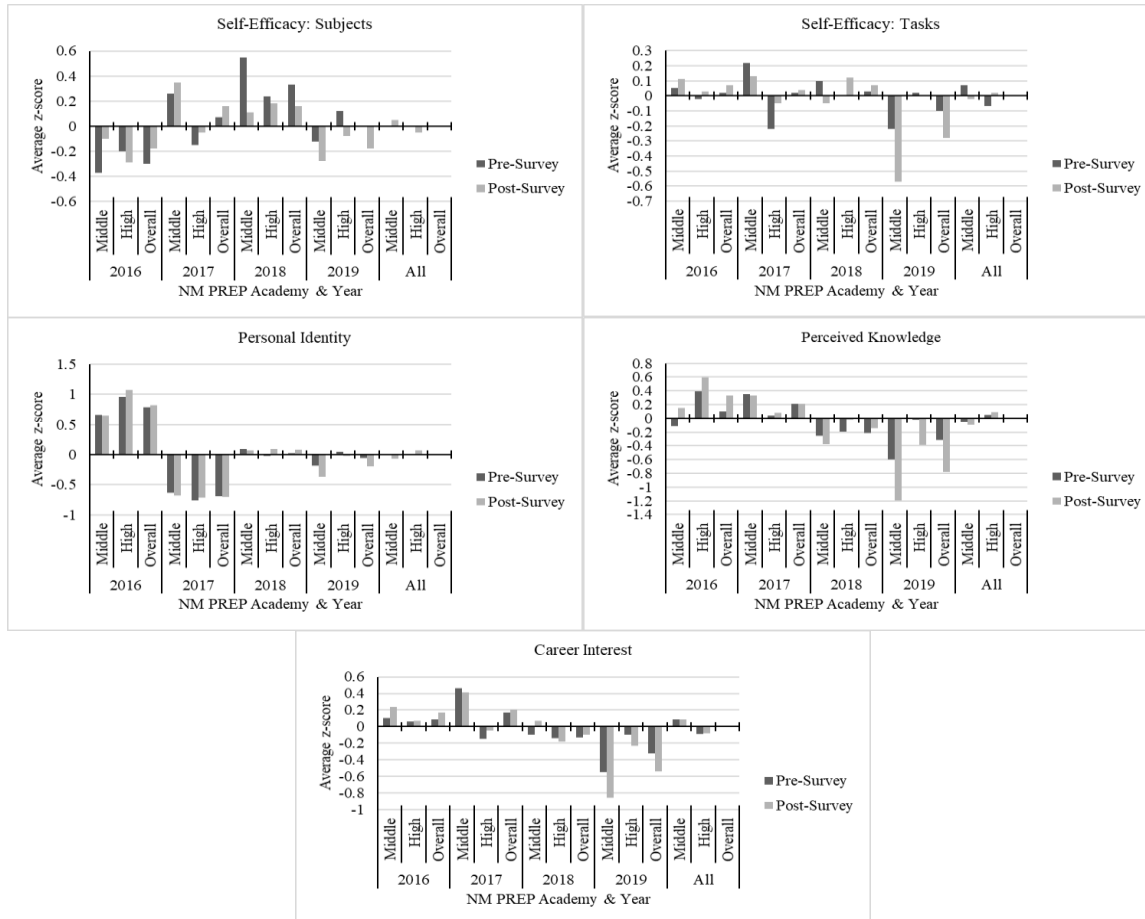 Self-Efficacy: Subjects
Average z-score
0.6
0.4
0.2
0
-0.2
-0.4
-0.6
Middle High Overall Middle High Overall Middle High Overall Middle High Overall Middle High Overall
2016 2017 2018 2019 All
NM PREP Academy & Year
Pre-Survey
Post-Survey
Self-Efficacy: Tasks
Average z-score
0.3
0.2
0.1
0
-0.1
-0.2
-0.3
-0.4
-0.5
-0.6
-0.7
Middle High Overall Middle High Overall Middle High Overall Middle High Overall Middle High Overall
2016 2017 2018 2019 All
NM PREP Academy & Year
Pre-Survey
Post-Survey
Personal Identity
Average z-score
1.5
1
0.5
0
-0.5
-1
Middle High Overall Middle High Overall Middle High Overall Middle High Overall Middle High Overall
2016 2017 2018 2019 All
NM PREP Academy & Year
Pre-Survey
Post-Survey
Perceived Knowledge
Average z-score
0.8
0.6
0.4
0.2
0
-0.2
-0.4
-0.6
-0.8
-1
-1.2
-1.4
Middle High Overall Middle High Overall Middle High Overall Middle High Overall Middle High Overall
2016 2017 2018 2019 All
NM PREP Academy & Year
Pre-Survey
Post-Survey
Career Interest
Average z-score
0.6
0.4
0.2
0
-0.2
-0.4
-0.6
-0.8
-1
Middle High Overall Middle High Overall Middle High Overall Middle High Overall Middle High Overall
2016 2017 2018 2019 All
NM PREP Academy & Year
Pre-Survey
Post-Survey